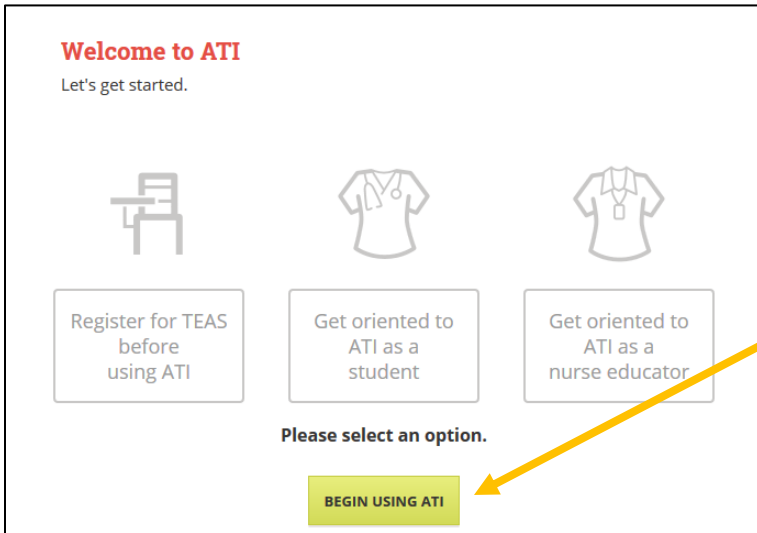 Welcome to ATI
Let's get started.
Register for TEAS
before
using ATI
Get oriented to
ATI as a
student
Get oriented to
ATI as a
nurse educator
Please select an option.
BEGIN USING ATI